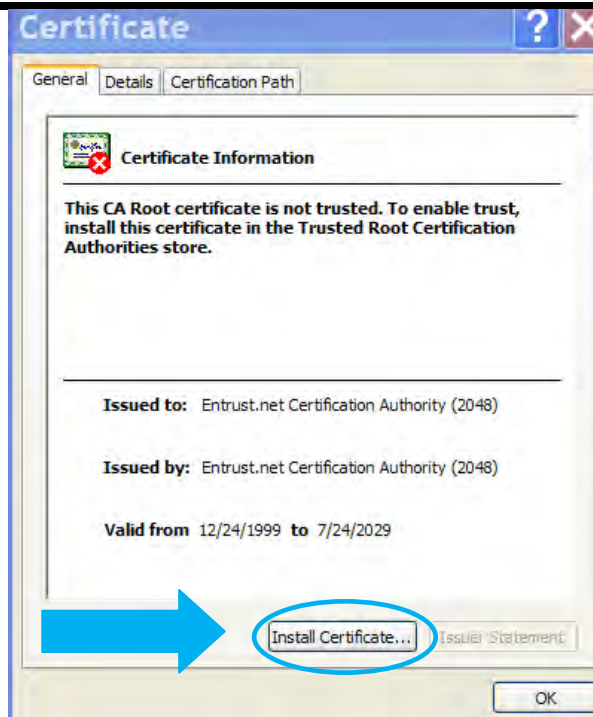 Certificate
?
General Details Certification Path
Certificate Information
This CA Root certificate is not trusted. To enable trust,
install this certificate in the Trusted Root Certification
Authorities store.
Issued to: Entrust.net Certification Authority (2048)
Issued by: Entrust.net Certification Authority (2048)
Valid from 12/24/1999 to 7/24/2029
Install Certificate... Issuer Statement
OK